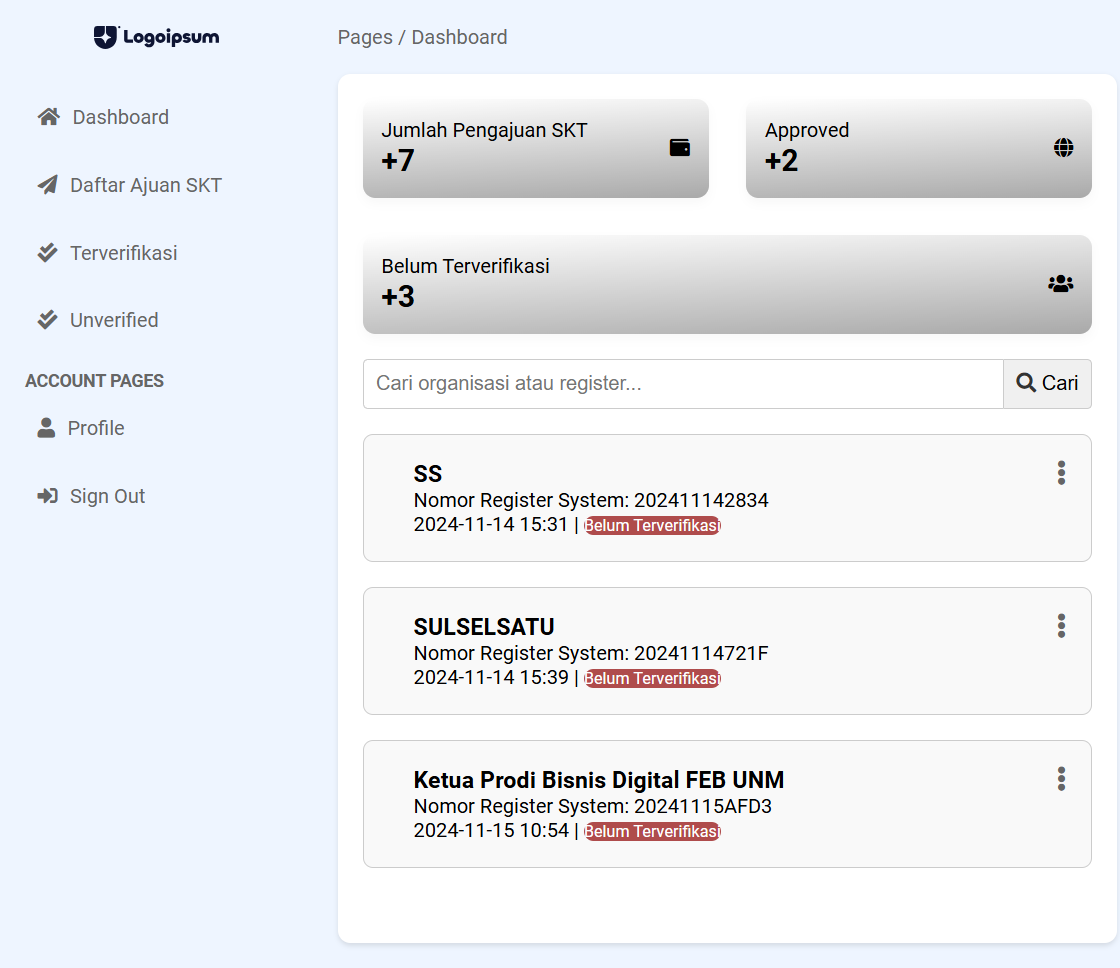 Logoipsum
Pages / Dashboard
Dashboard
Daftar Ajuan SKT
Terverifikasi
Unverified
ACCOUNT PAGES
Profile
Sign Out
Jumlah Pengajuan SKT
+7
Approved
+2
Belum Terverifikasi
+3
Cari organisasi atau register...
Cari
SS
Nomor Register System: 202411142834
2024-11-14 15:31 | Belum Terverifikasi
SULSELSATU
Nomor Register System: 20241114721F
2024-11-14 15:39 | Belum Terverifikasi
Ketua Prodi Bisnis Digital FEB UNM
Nomor Register System: 20241115AFD3
2024-11-15 10:54 | Belum Terverifikasi